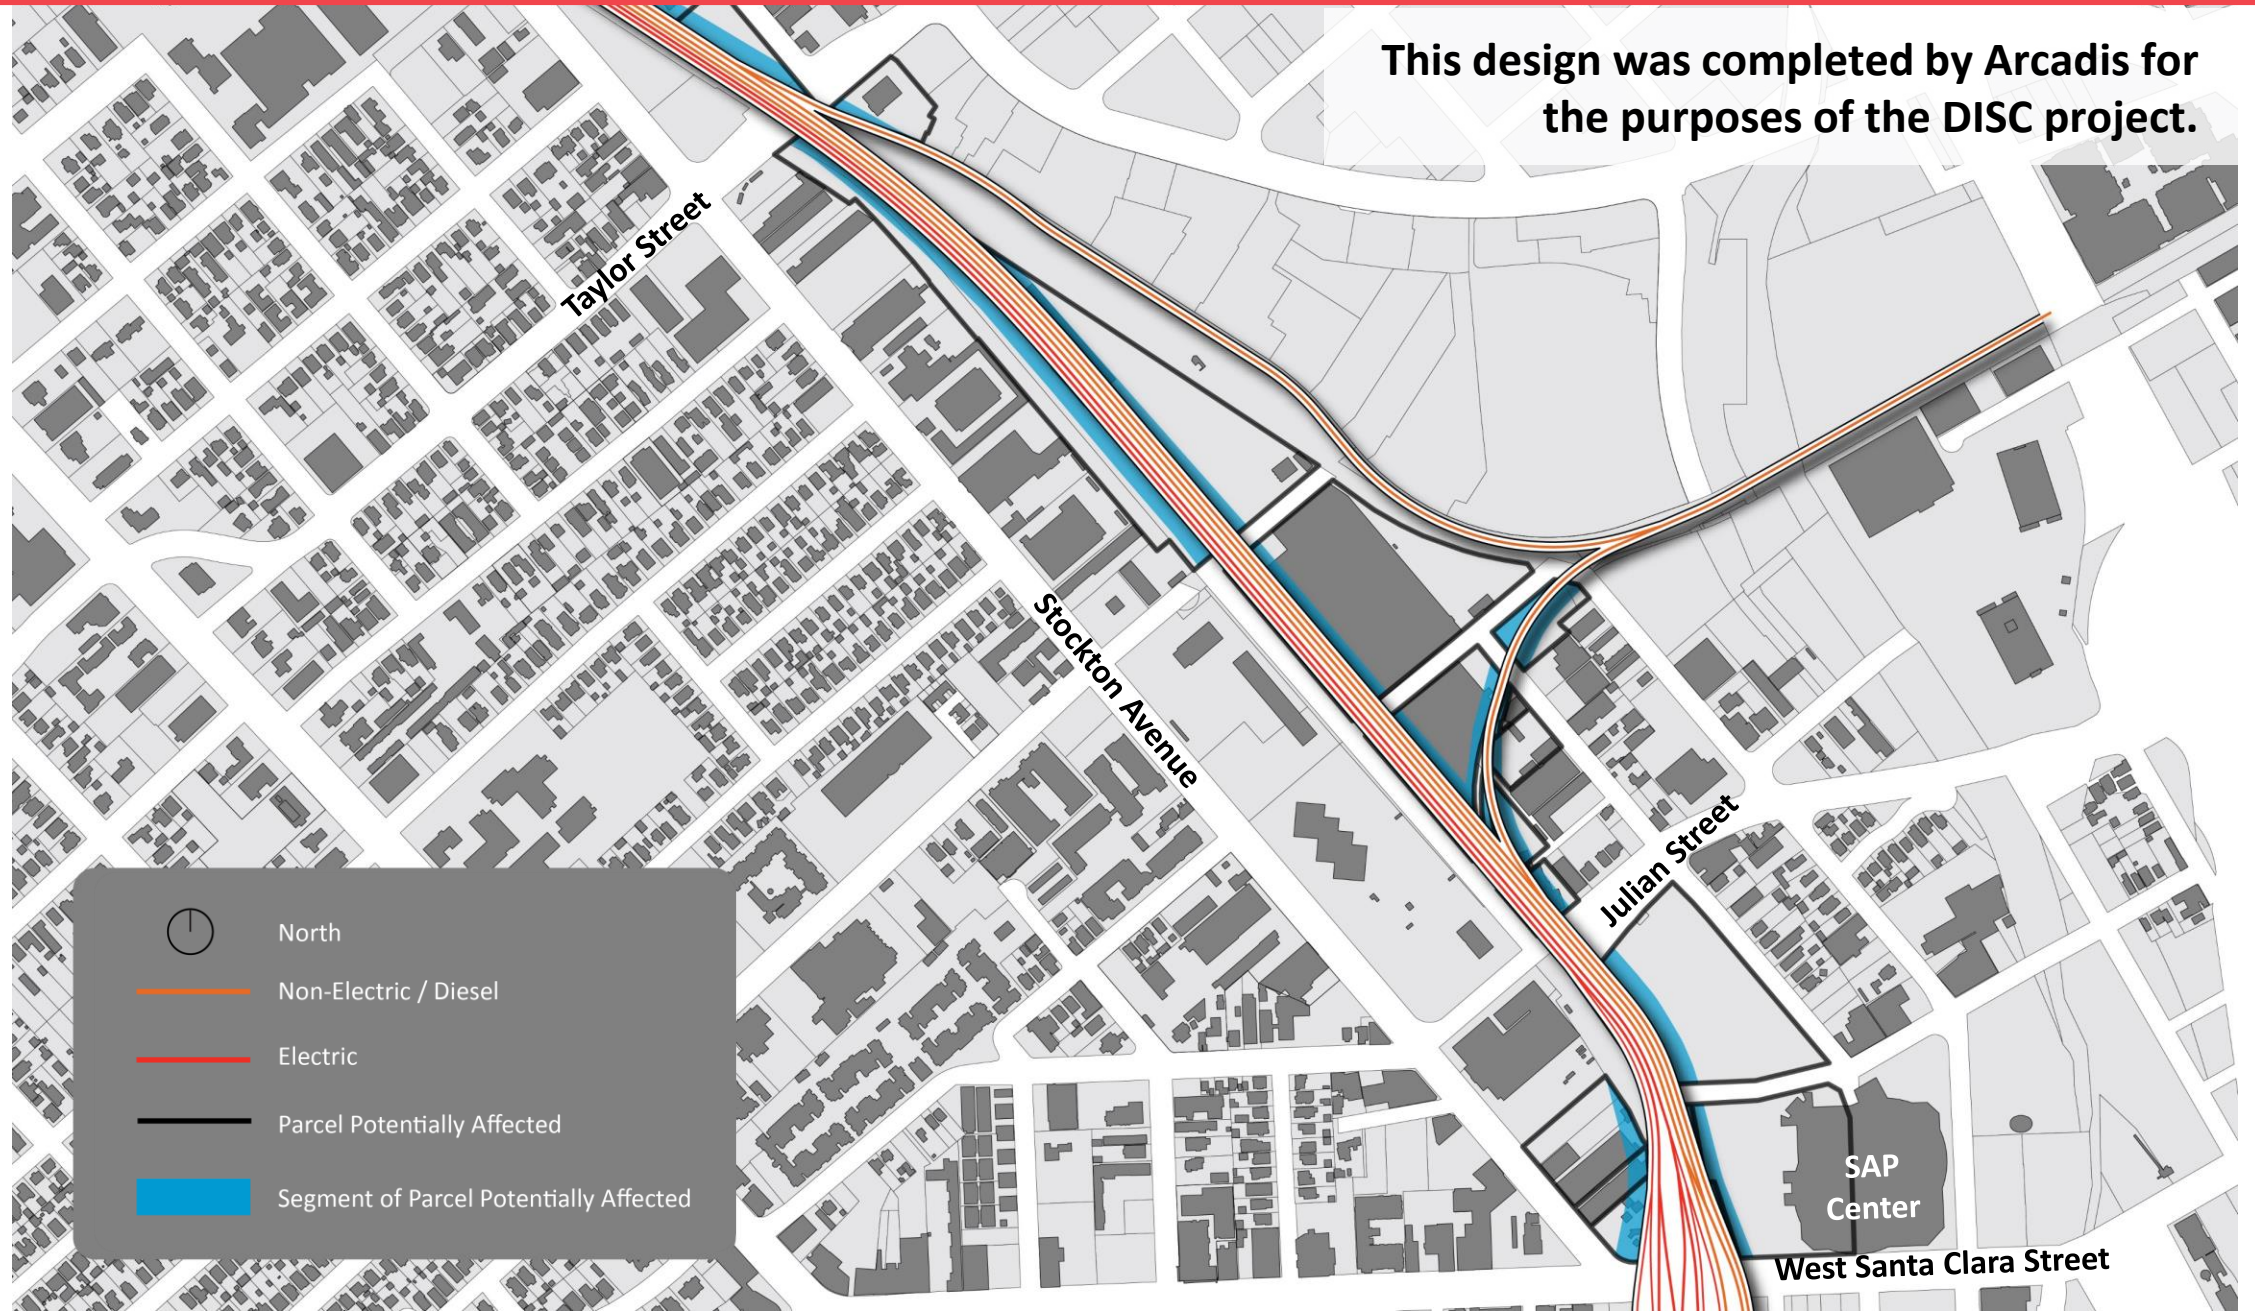 This design was completed by Arcadis for
the purposes of the DISC project.
Taylor Street
Stockton Avenue
Julian Street
North
Non-Electric / Diesel
Electric
Parcel Potentially Affected
Segment of Parcel Potentially Affected
SAP
Center
West Santa Clara Street